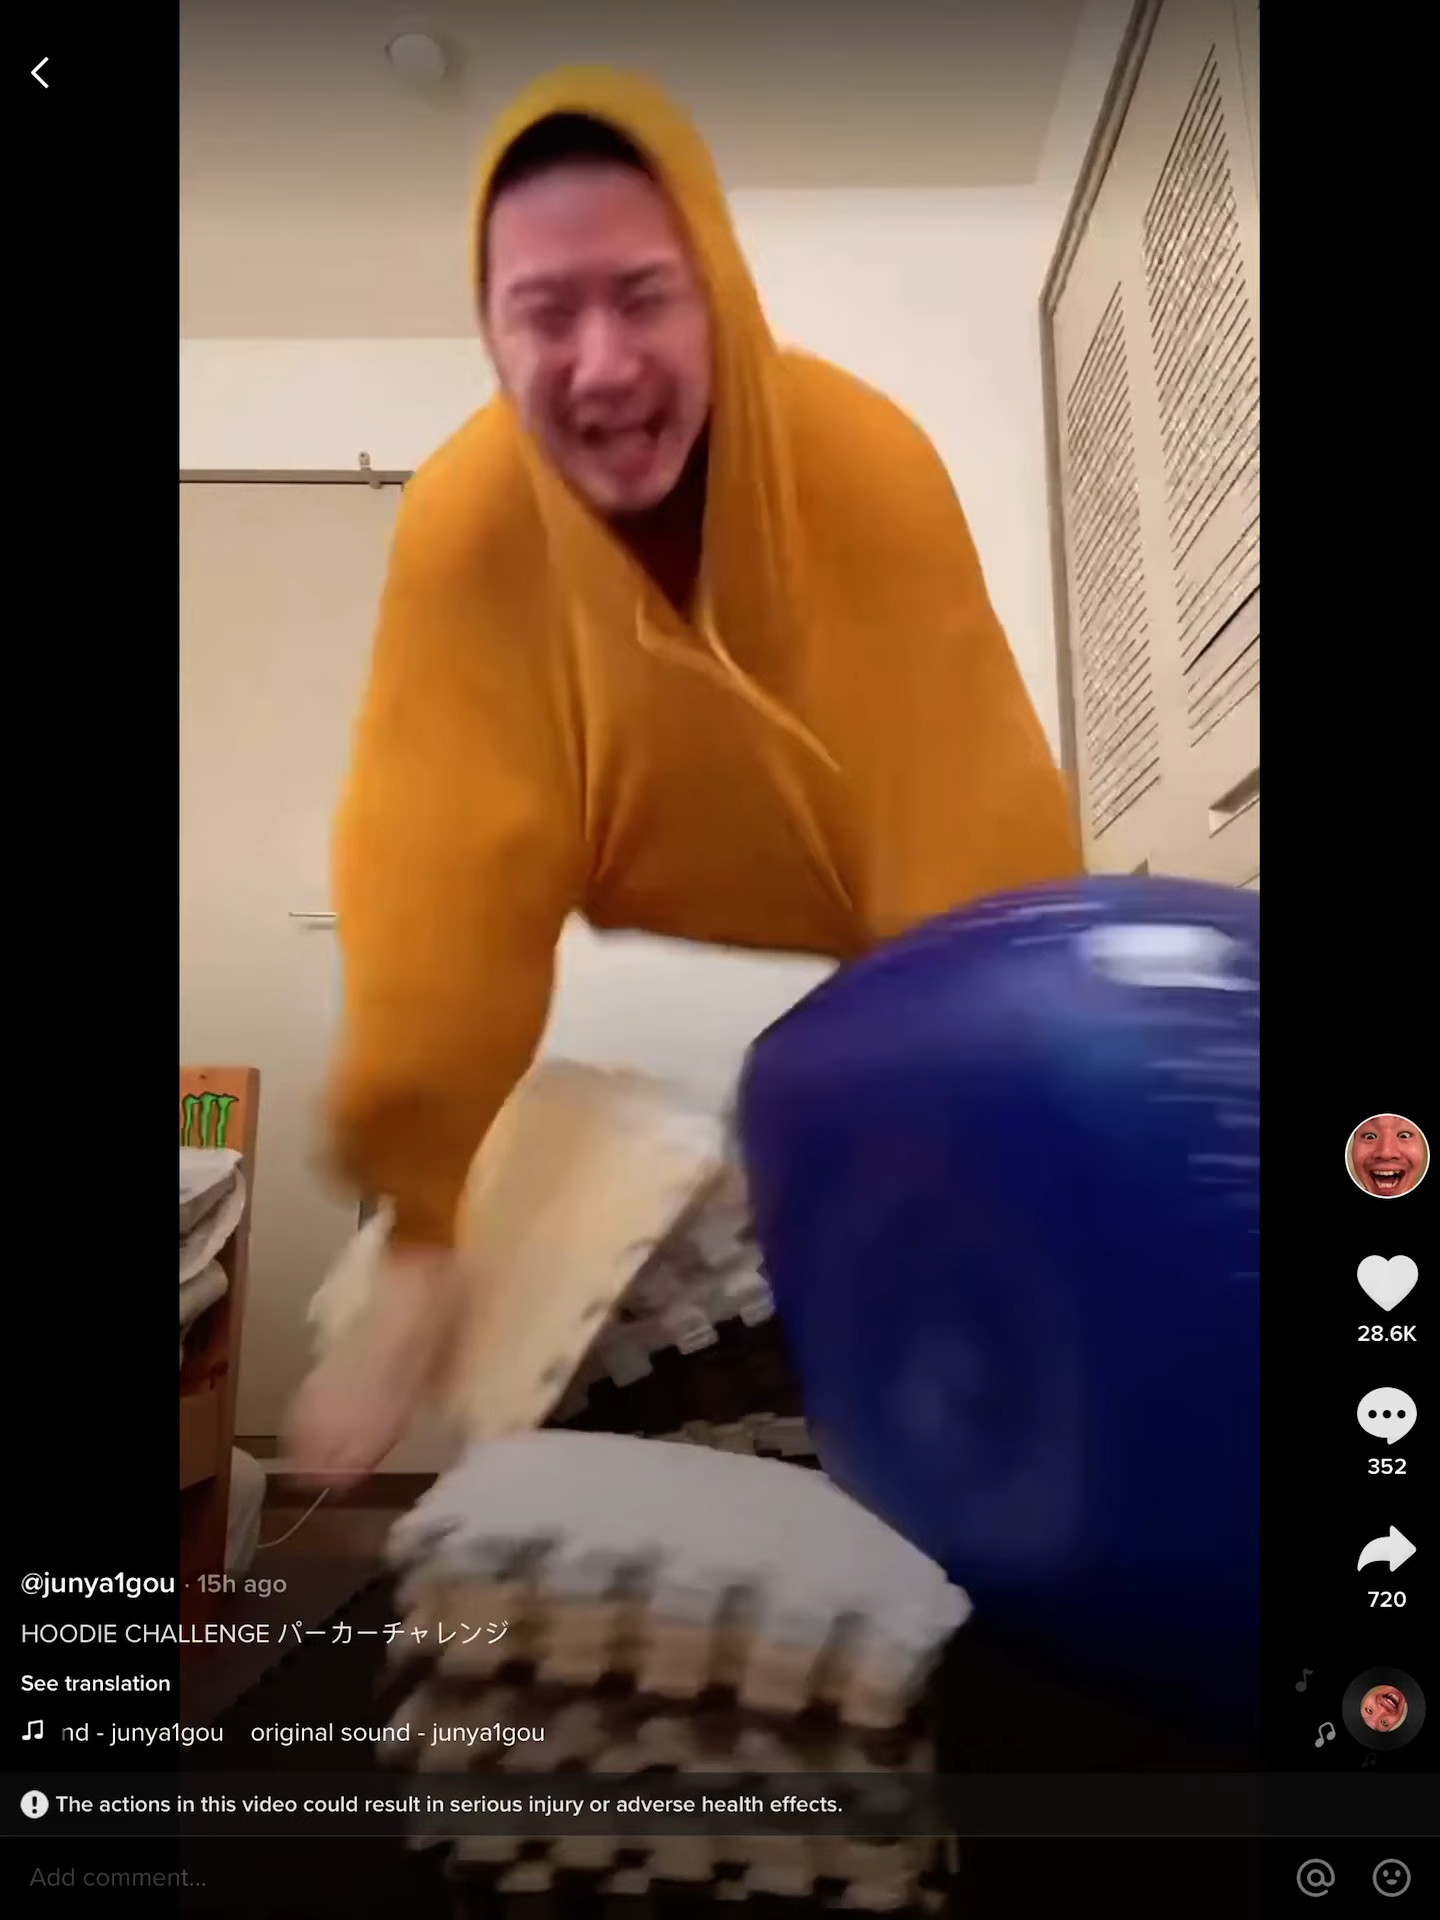 28.6K
352
720
@junya1gou · 15h ago
HOODIE CHALLENGE パーカーチャレンジ
See translation
nd - junya1gou original sound - junya1gou
The actions in this video could result in serious injury or adverse health effects.
Add comment...